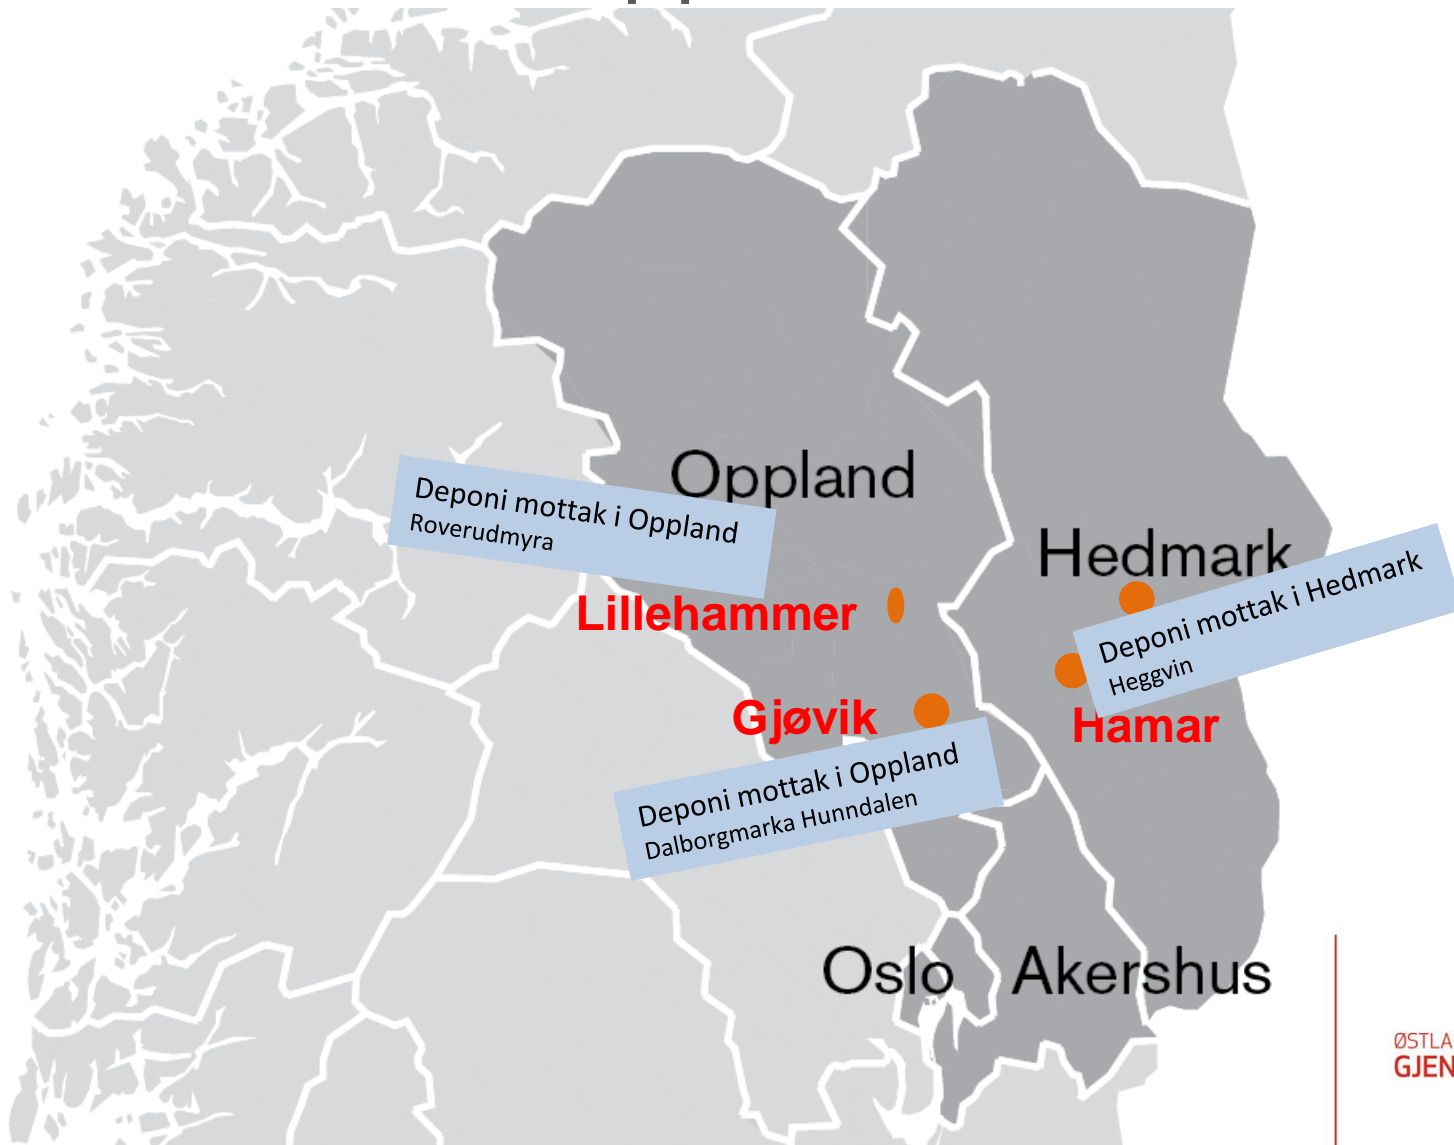 Oppland
Deponi mottak i Oppland
Roverudmyra
Hedmark
Deponi mottak i Hedmark
Heggvin
Lillehammer
Gjøvik
Hamar
Deponi mottak i Oppland
Dalborgmarka Hunndalen
Oslo
Akershus
ØSTLA
GJEN